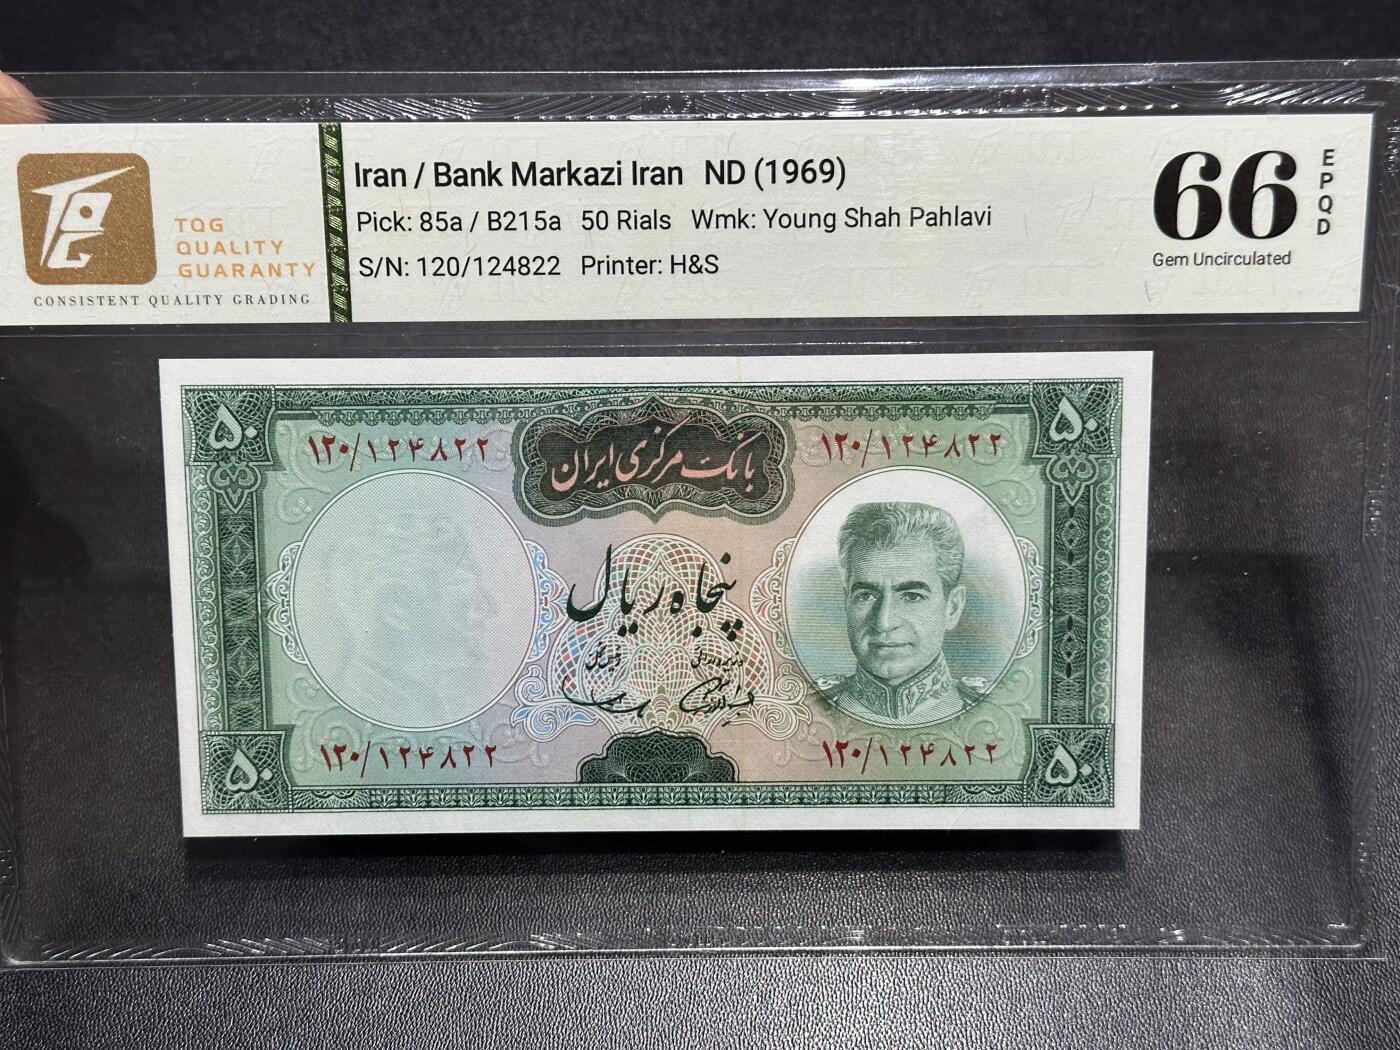 TQG
QUALITY
GUARANTY
CONSISTENT QUALITY GRADING
Iran / Bank Markazi Iran ND (1969)
Pick: 85a / B215a 50 Rials Wmk: Young Shah Pahlavi
S/N: 120/124822 Printer: H&S
66
EPQD
Gem Uncirculated
۵۰
۵۰
۱۲۰/۱۲۴۸۲۲
۱۲۰/۱۲۴۸۲۲
بانک مرکزی ایران
پنجاه ریال
۱۲۰/۱۲۴۸۲۲
۱۲۰/۱۲۴۸۲۲
۵۰
۵۰